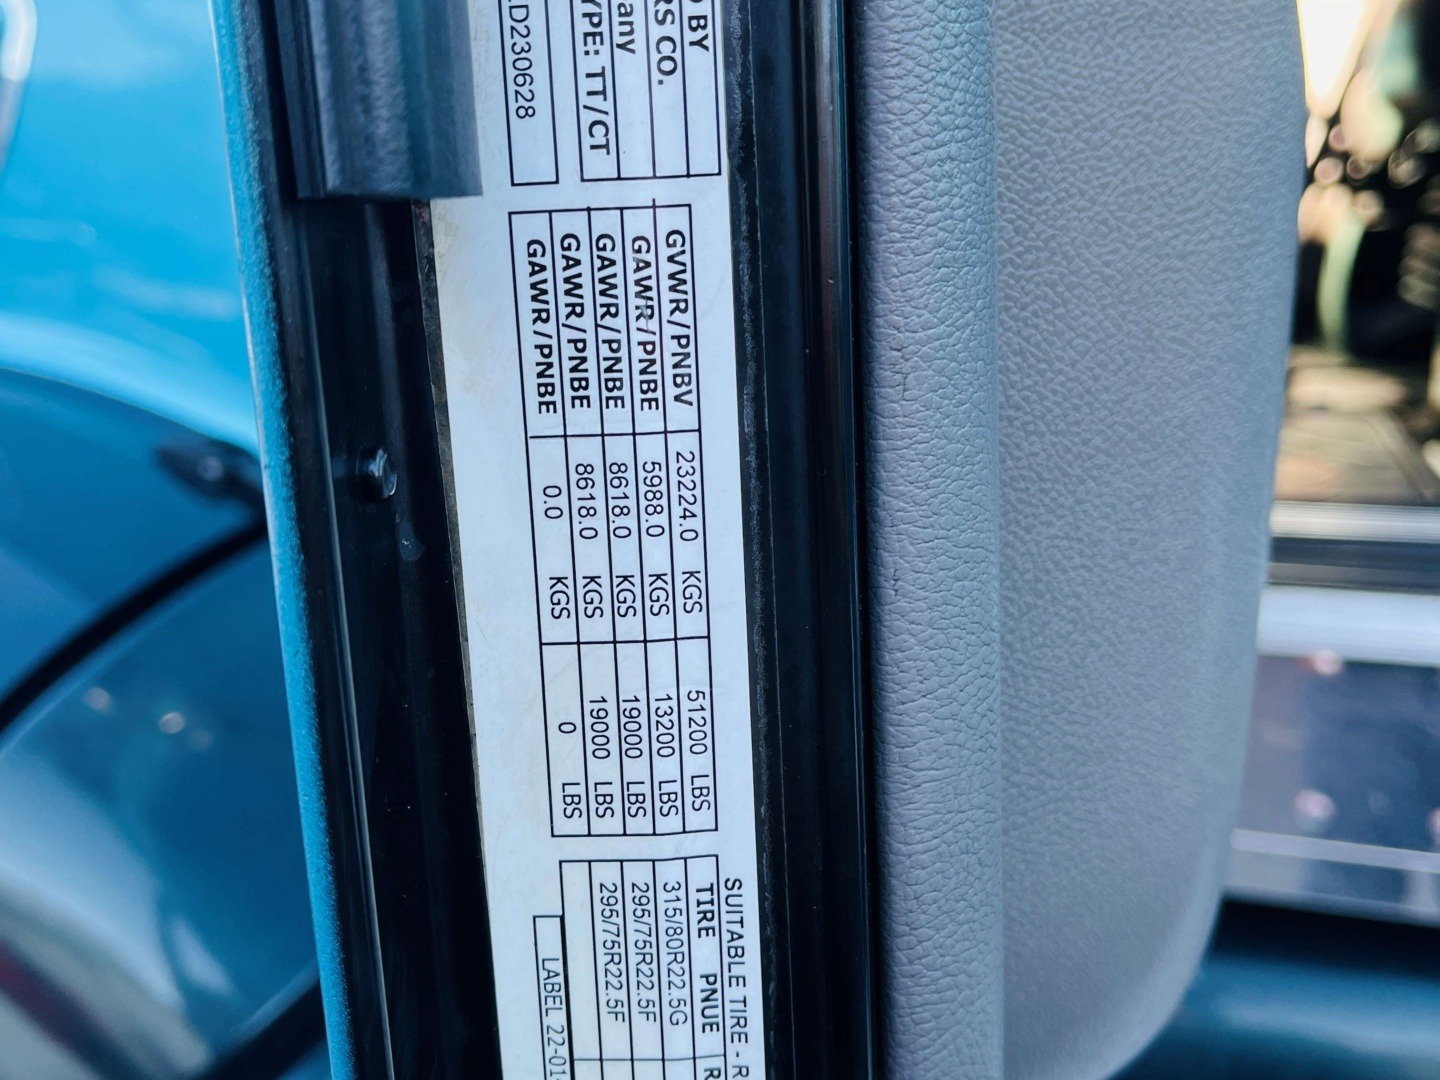 D BY
RS CO.
any
YPE: TT/CT
LD230628
GVWR/PNBV 23224.0 KGS 51200 LBS
GAWR/PNBE 5988.0 KGS 13200 LBS
GAWR/PNBE 8618.0 KGS 19000 LBS
GAWR/PNBE 8618.0 KGS 19000 LBS
GAWR/PNBE 0.0 KGS 0 LBS
SUITABLE TIRE - R
TIRE PNUE R
315/80R22.5G
295/75R22.5F
295/75R22.5F
LABEL 22-01